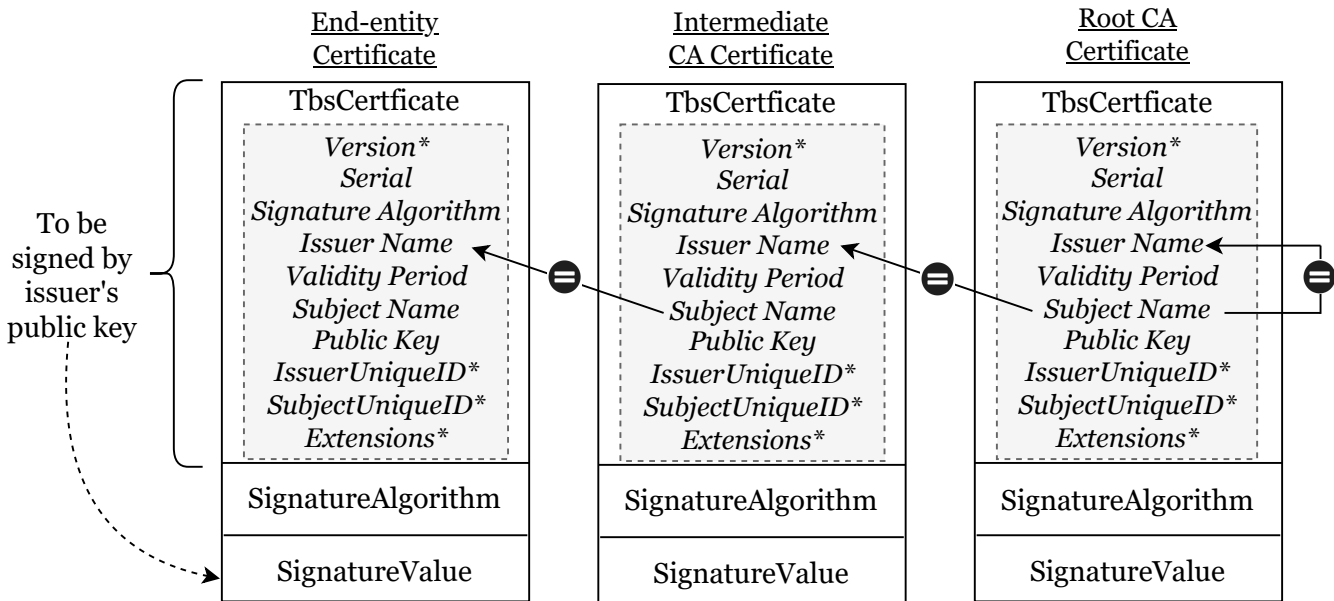 End-entity
Certificate
To be
signed by
issuer's
public key
TbsCertficate
Version*
Serial
Signature Algorithm
Issuer Name
Validity Period
Subject Name
Public Key
IssuerUniqueID*
SubjectUniqueID*
Extensions*
SignatureAlgorithm
SignatureValue
Intermediate
CA Certificate
TbsCertficate
Version*
Serial
Signature Algorithm
Issuer Name
Validity Period
Subject Name
Public Key
IssuerUniqueID*
SubjectUniqueID*
Extensions*
SignatureAlgorithm
SignatureValue
Root CA
Certificate
TbsCertficate
Version*
Serial
Signature Algorithm
Issuer Name
Validity Period
Subject Name
Public Key
IssuerUniqueID*
SubjectUniqueID*
Extensions*
SignatureAlgorithm
SignatureValue